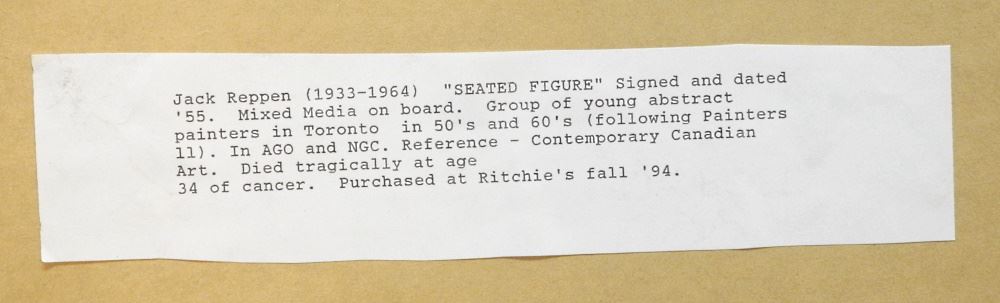 Jack Reppen (1933-1964)  "SEATED FIGURE" Signed and dated
'55.  Mixed Media on board.  Group of young abstract
painters in Toronto  in 50's and 60's (following Painters
ll). In AGO and NGC. Reference - Contemporary Canadian
Art.  Died tragically at age
34 of cancer.  Purchased at Ritchie's fall '94.